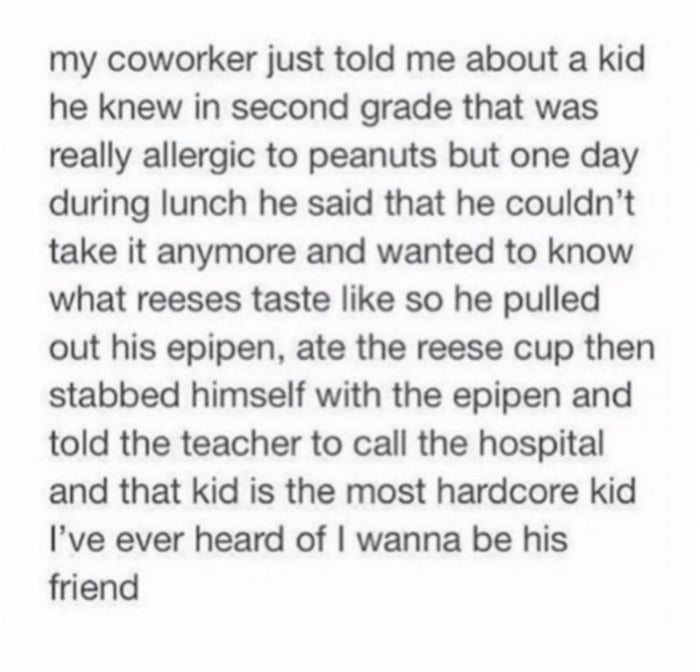 my coworker just told me about a kid
he knew in second grade that was
really allergic to peanuts but one day
during lunch he said that he couldn't
take it anymore and wanted to know
what reeses taste like so he pulled
out his epipen, ate the reese cup then
stabbed himself with the epipen and
told the teacher to call the hospital
and that kid is the most hardcore kid
I've ever heard of I wanna be his
friend